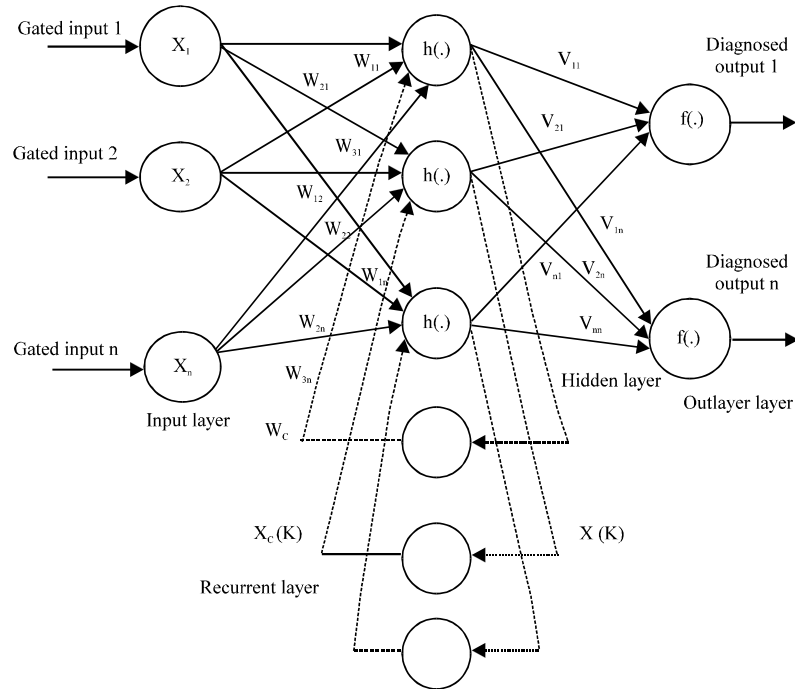 Gated input 1
X1
h(.)
W11
W21
V11
Diagnosed
output 1
f(.)
V21
Gated input 2
X2
W31
h(.)
W12
W22
V1n
W1n
Vn1
V2n
Diagnosed
output n
W2n
h(.)
Vnn
f(.)
Gated input n
Xn
W3n
Hidden layer
Input layer
Outlayer layer
Wc
Xc (K)
X (K)
Recurrent layer